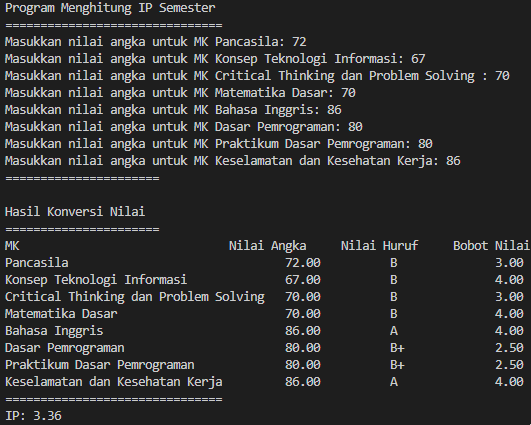 Program Menghitung IP Semester
===============================
Masukkan nilai angka untuk MK Pancasila: 72
Masukkan nilai angka untuk MK Konsep Teknologi Informasi: 67
Masukkan nilai angka untuk MK Critical Thinking dan Problem Solving : 70
Masukkan nilai angka untuk MK Matematika Dasar: 70
Masukkan nilai angka untuk MK Bahasa Inggris: 86
Masukkan nilai angka untuk MK Dasar Pemrograman: 80
Masukkan nilai angka untuk MK Praktikum Dasar Pemrograman: 80
Masukkan nilai angka untuk MK Keselamatan dan Kesehatan Kerja: 86
======================
Hasil Konversi Nilai
======================
MK Nilai Angka Nilai Huruf Bobot Nilai
Pancasila 72.00 B 3.00
Konsep Teknologi Informasi 67.00 B 4.00
Critical Thinking dan Problem Solving 70.00 B 3.00
Matematika Dasar 70.00 B 4.00
Bahasa Inggris 86.00 A 4.00
Dasar Pemrograman 80.00 B+ 2.50
Praktikum Dasar Pemrograman 80.00 B+ 2.50
Keselamatan dan Kesehatan Kerja 86.00 A 4.00
===============================
IP: 3.36